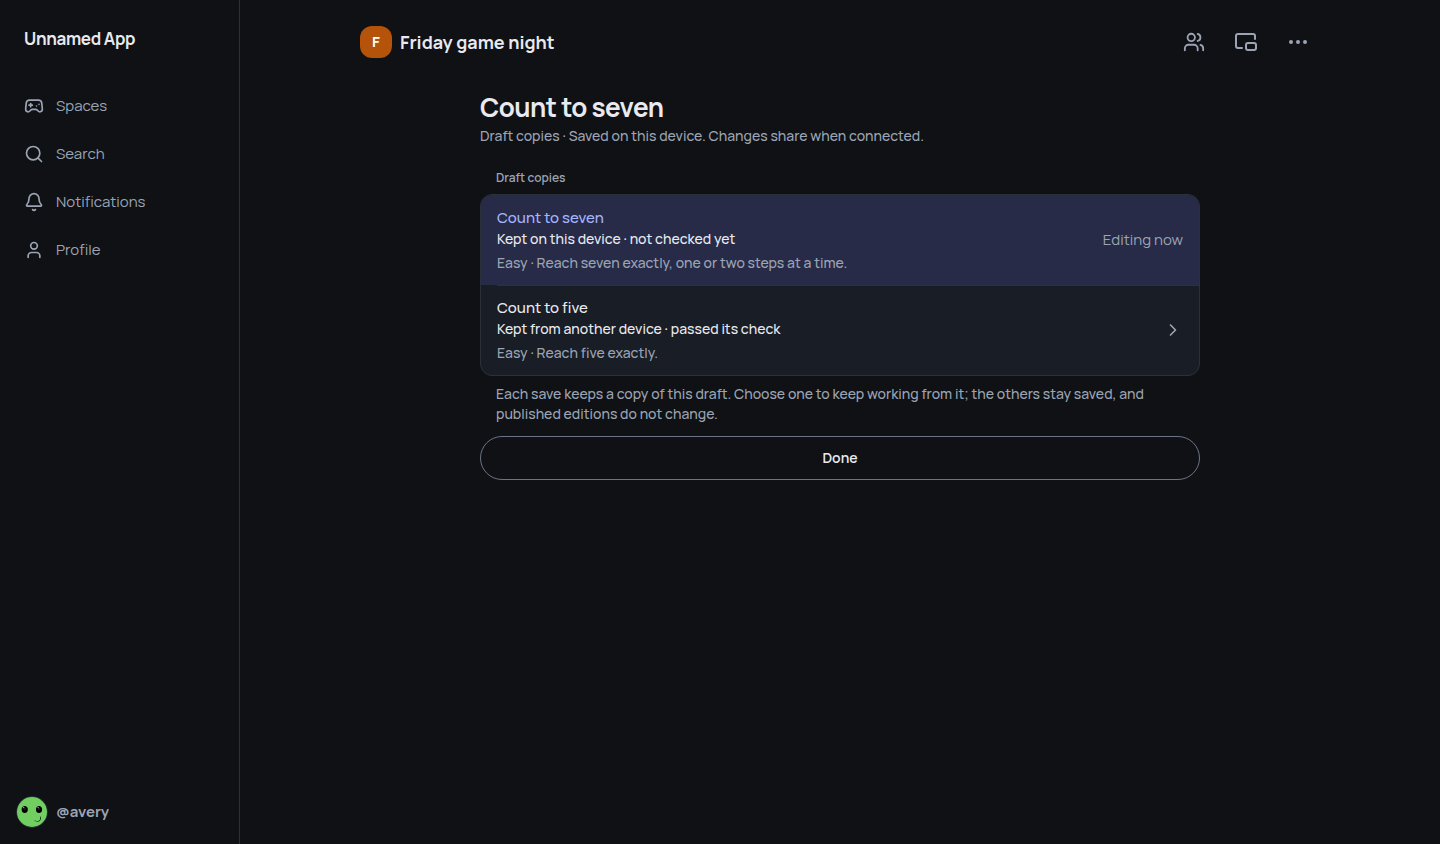 Unnamed App
Spaces
Search
Notifications
Profile
@avery
F
Friday game night
Count to seven
Draft copies · Saved on this device. Changes share when connected.
Draft copies
Count to seven
Kept on this device · not checked yet
Easy · Reach seven exactly, one or two steps at a time.
Editing now
Count to five
Kept from another device · passed its check
Easy · Reach five exactly.
Each save keeps a copy of this draft. Choose one to keep working from it; the others stay saved, and
published editions do not change.
Done